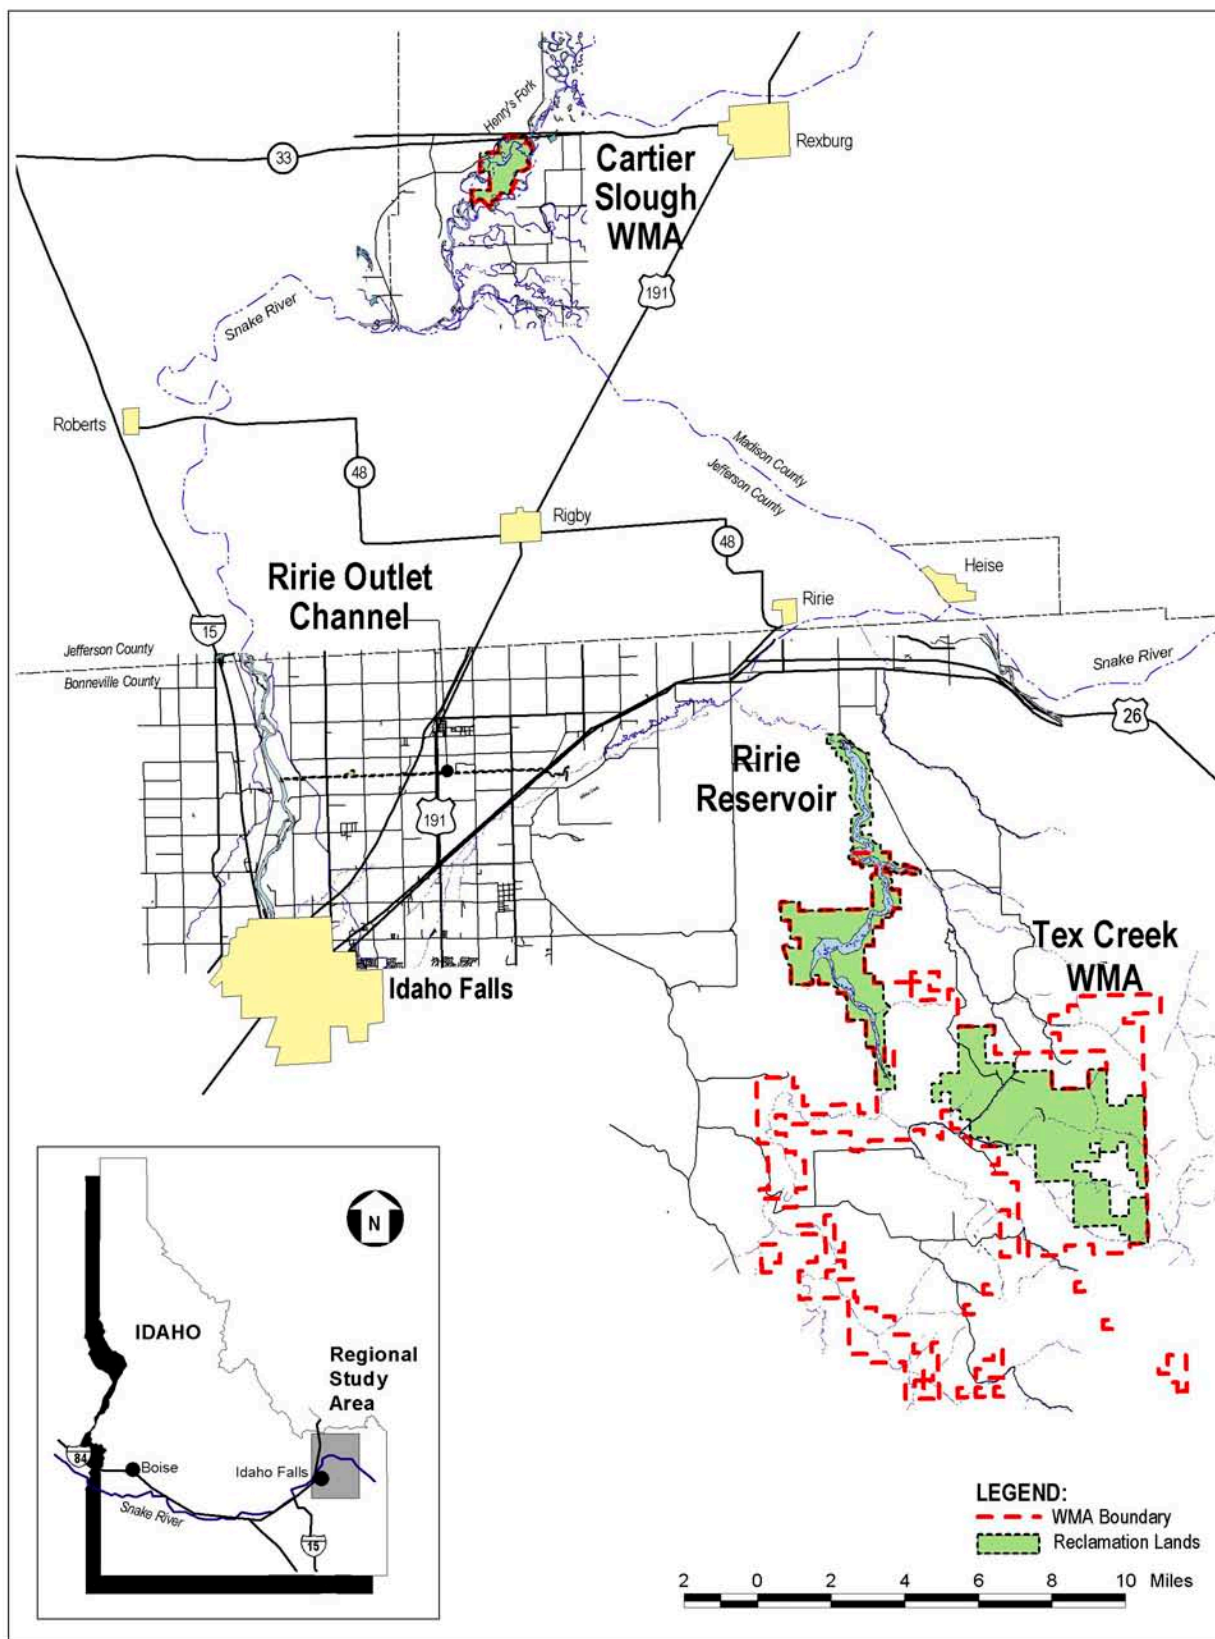 Henry's Fork
33
Rexburg
Cartier
Slough
WMA
191
Snake River
Roberts
48
Madison County
Jefferson County
Rigby
48
Heise
Ririe Outlet
Channel
Ririe
15
Jefferson County
Bonneville County
Snake River
26
Ririe
Reservoir
191
Tex Creek
WMA
Idaho Falls
N
IDAHO
Regional
Study
Area
84
Boise
Idaho Falls
Snake River
15
LEGEND:
WMA Boundary
Reclamation Lands
2 0 2 4 6 8 10 Miles